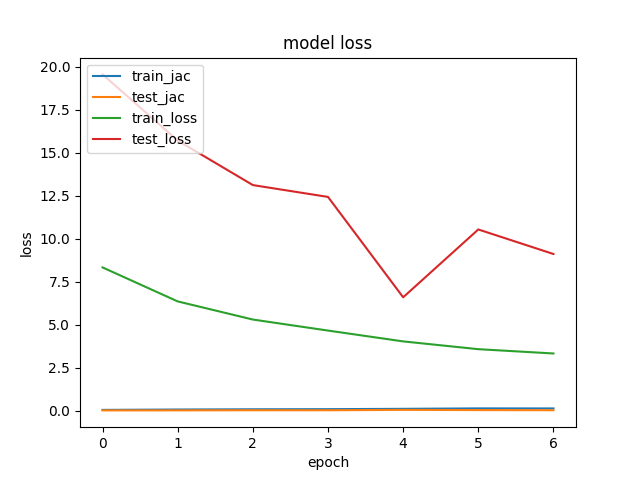 model loss
train_jac
test_jac
train_loss
test_loss
20.0
17.5
15.0
12.5
10.0
7.5
5.0
2.5
0.0
loss
0 1 2 3 4 5 6
epoch